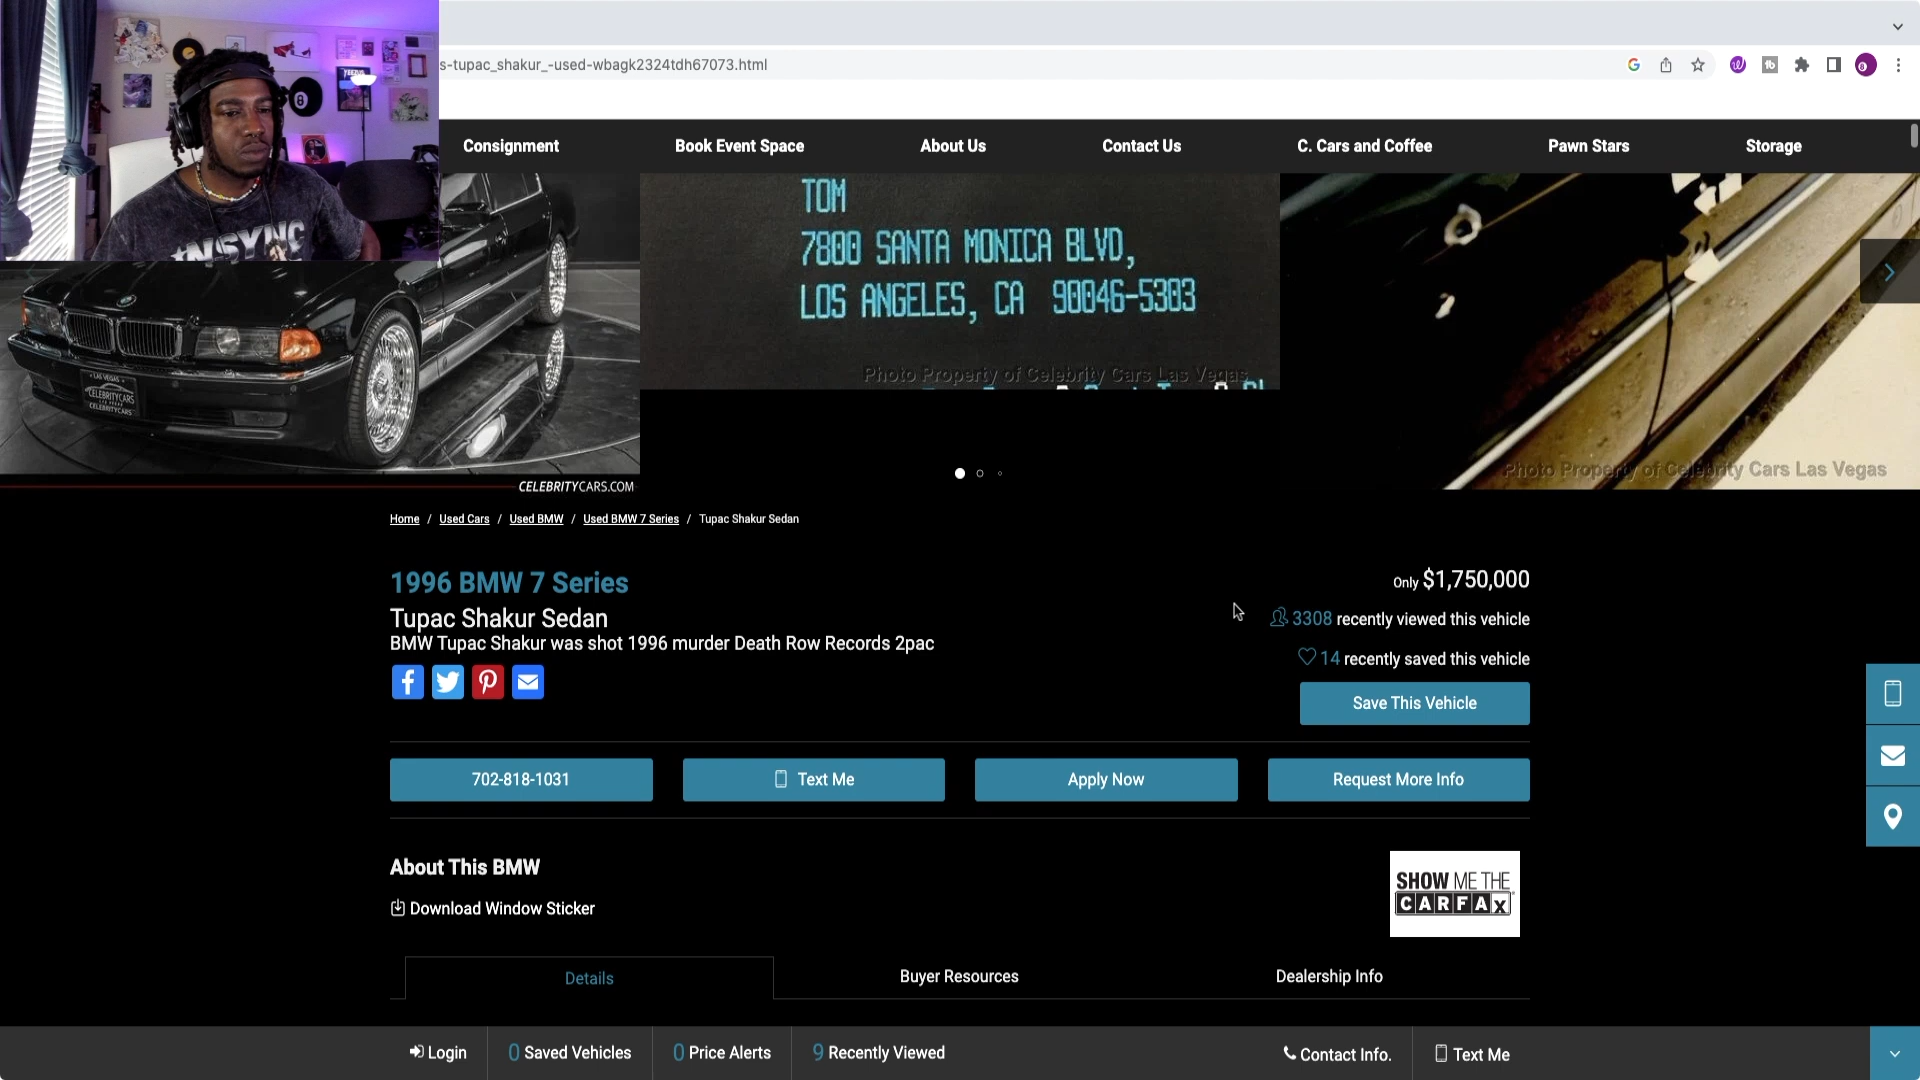 s-tupac_shakur_-used-wbagk2324tdh67073.html
Consignment
Book Event Space
About Us
Contact Us
C. Cars and Coffee
Pawn Stars
Storage
*NSYNC
TOM
7800 SANTA MONICA BLVD,
LOS ANGELES, CA 90046-5303
Photo Property of Celebrity Cars Las Vegas
Photo Property of Celebrity Cars Las Vegas
LAS VEGAS
CELEBRITYCARS
CELEBRITYCARS.COM
Home / Used Cars / Used BMW / Used BMW 7 Series / Tupac Shakur Sedan
1996 BMW 7 Series
Only $1,750,000
Tupac Shakur Sedan
3308 recently viewed this vehicle
BMW Tupac Shakur was shot 1996 murder Death Row Records 2pac
14 recently saved this vehicle
Save This Vehicle
702-818-1031
Text Me
Apply Now
Request More Info
About This BMW
SHOW ME THE
CARFAX
Download Window Sticker
Details
Buyer Resources
Dealership Info
Login
0 Saved Vehicles
0 Price Alerts
9 Recently Viewed
Contact Info.
Text Me